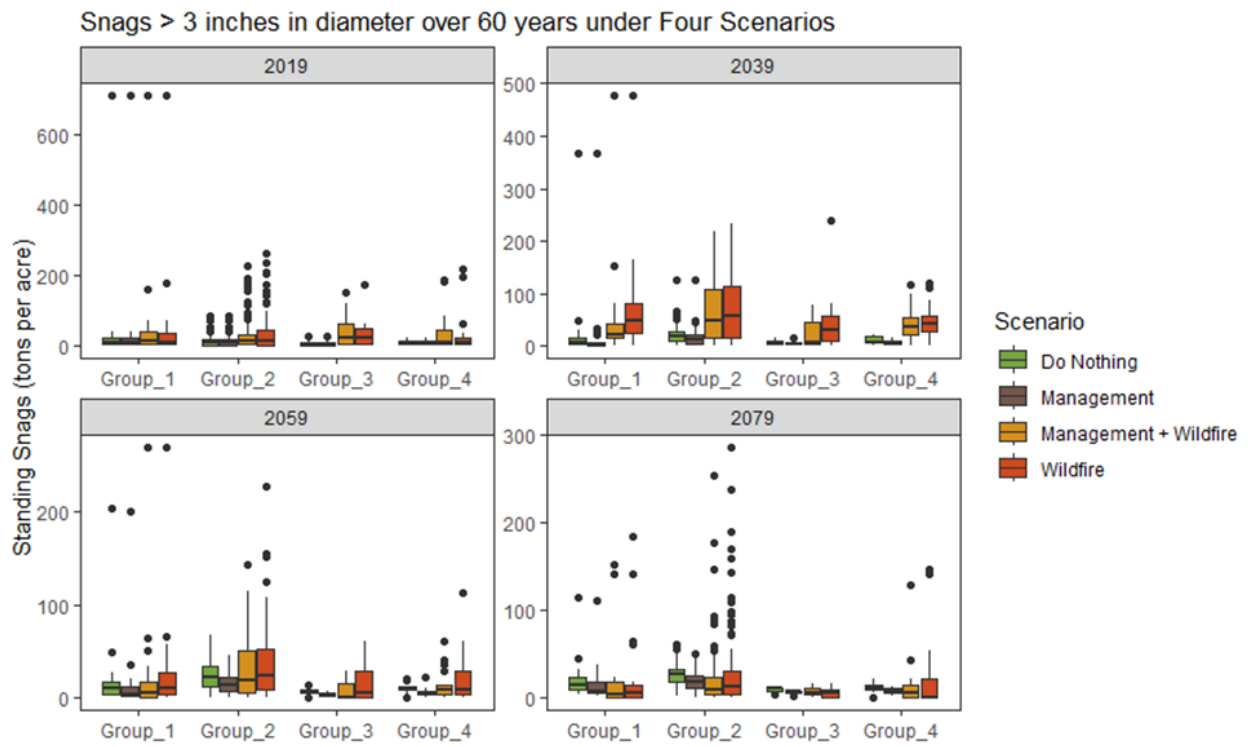 Snags > 3 inches in diameter over 60 years under Four Scenarios
Standing Snags (tons per acre)
2019
600
400
200
0
Group_1 Group_2 Group_3 Group_4
2039
500
400
300
200
100
0
Group_1 Group_2 Group_3 Group_4
2059
200
100
0
Group_1 Group_2 Group_3 Group_4
2079
300
200
100
0
Group_1 Group_2 Group_3 Group_4
Scenario
Do Nothing
Management
Management + Wildfire
Wildfire